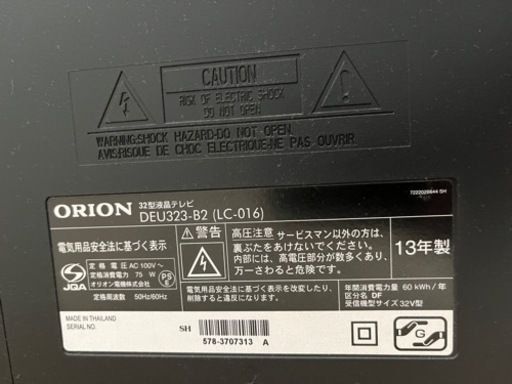 CAUTION
RISK OF ELECTRIC SHOCK
DO NOT OPEN
WARNING:SHOCK HAZARD-DO NOT OPEN
AVIS:RISQUE DE CHOC ELECTRIQUE-NE PAS OUVRIR
7222028644 SH
ORION
32型液晶テレビ
DEU323-B2 (LC-016)
電気用品安全法に基づく表示
JQA
定格電圧 AC 100V~
定格消費電力 75 W
オリオン電機株式会社
定格周波数 50Hz/60Hz
PS
E
警告
高圧注意 サービスマン以外の方は、
裏ぶたをあけないでください。
内部には、高電圧部分が数多くあり、
万一さわると危険です。
電気用品安全法に基づく表示を改変したり、
削除すると違反になります。
13年製
年間消費電力量 60 kWh/年
区分名 DF
受信機型サイズ 32V型
MADE IN THAILAND
SERIAL NO.
SH
578-3707313 A
G